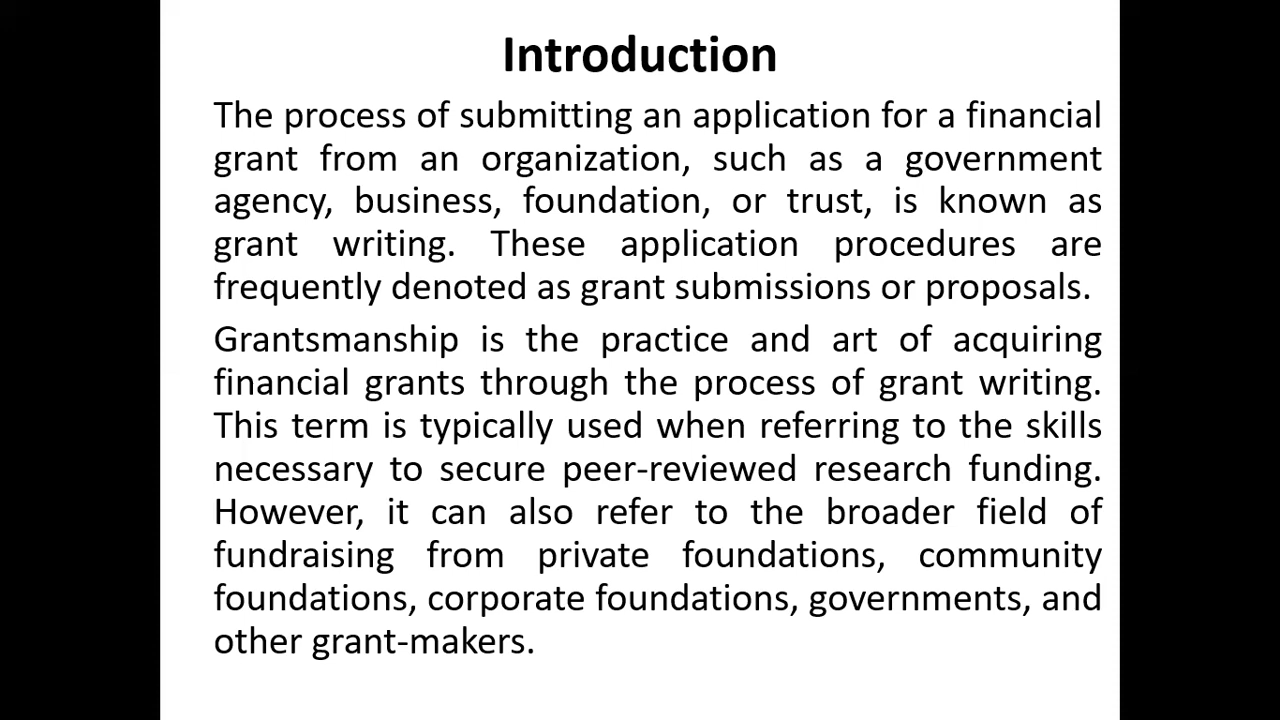 Introduction
The process of submitting an application for a financial
grant from an organization, such as a government
agency, business, foundation, or trust, is known as
grant writing. These application procedures are
frequently denoted as grant submissions or proposals.
Grantsmanship is the practice and art of acquiring
financial grants through the process of grant writing.
This term is typically used when referring to the skills
necessary to secure peer-reviewed research funding.
However, it can also refer to the broader field of
fundraising from private foundations, community
foundations, corporate foundations, governments, and
other grant-makers.